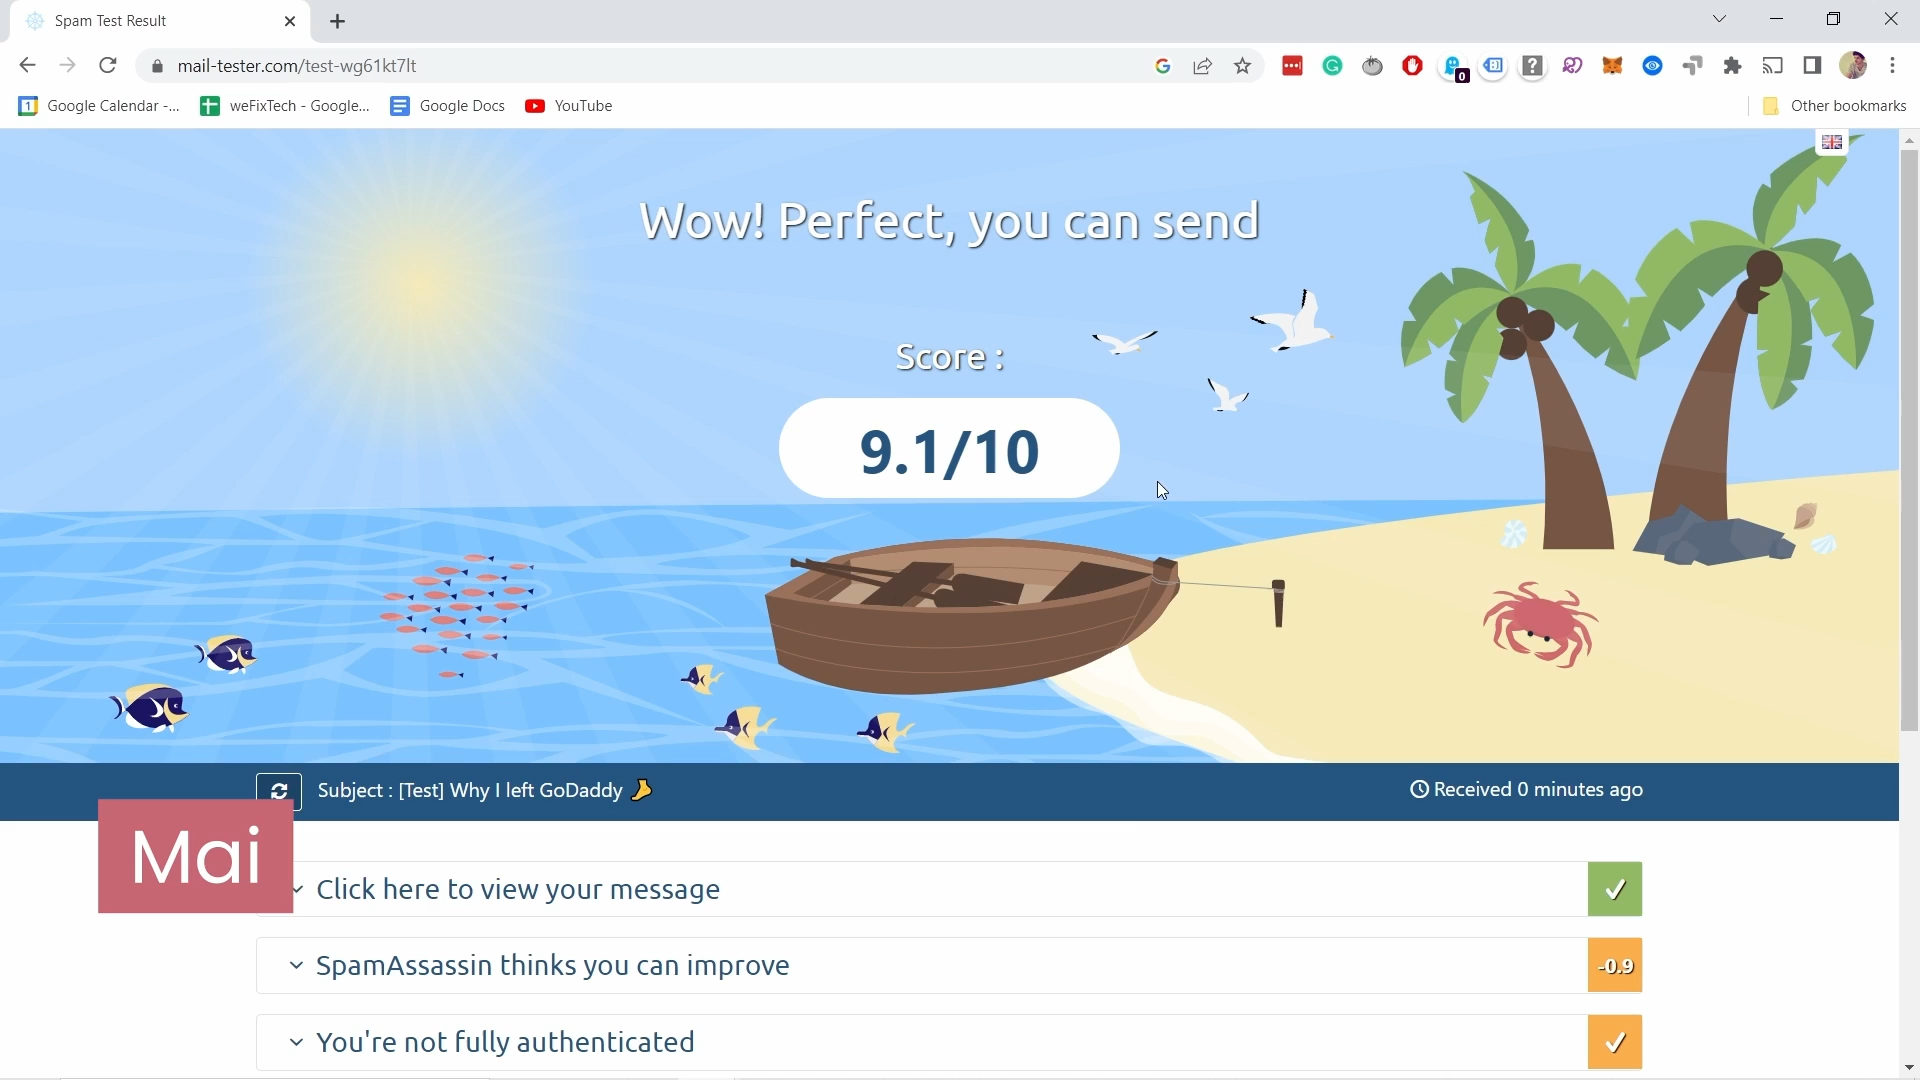 Spam Test Result
mail-tester.com/test-wg61kt7lt
0
1 Google Calendar -... weFixTech - Google... Google Docs YouTube Other bookmarks
Wow! Perfect, you can send
Score :
9.1/10
Subject : [Test] Why I left GoDaddy 🦶 Received 0 minutes ago
Mai
Click here to view your message
SpamAssassin thinks you can improve -0.9
You're not fully authenticated